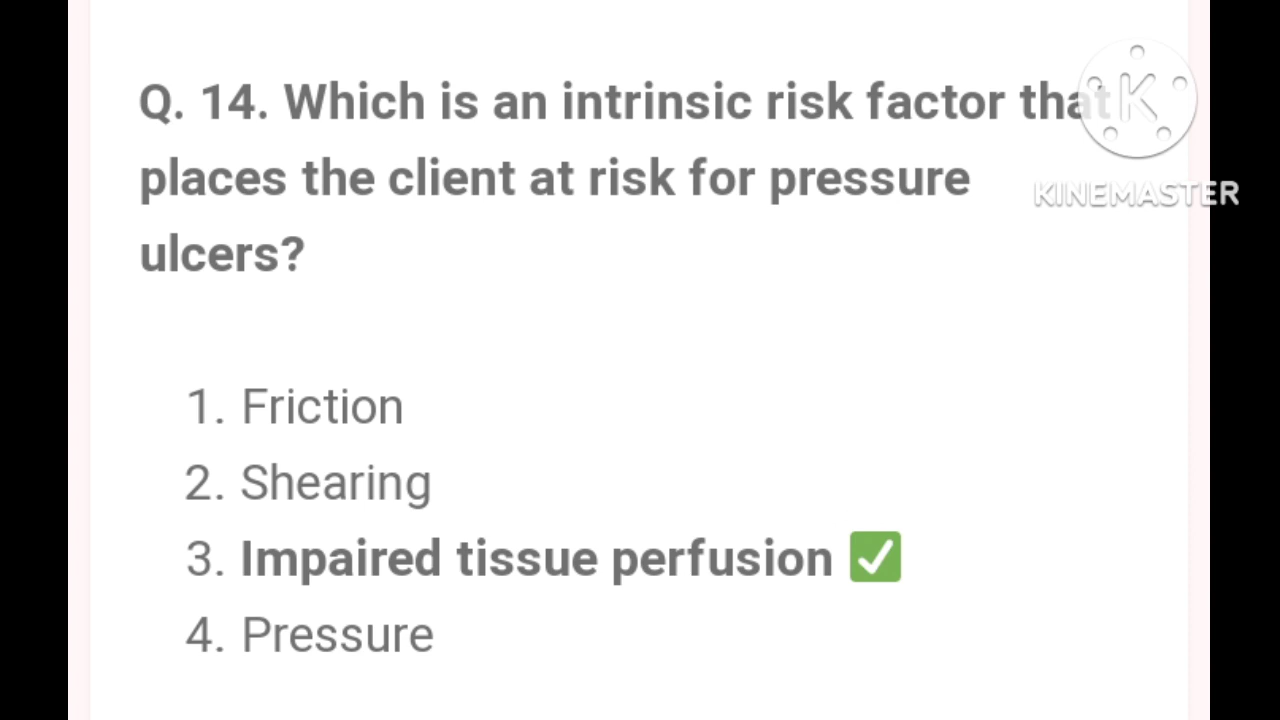 Q. 14. Which is an intrinsic risk factor that
places the client at risk for pressure
ulcers?
1. Friction
2. Shearing
3. Impaired tissue perfusion ✅
4. Pressure
K
KINEMASTER